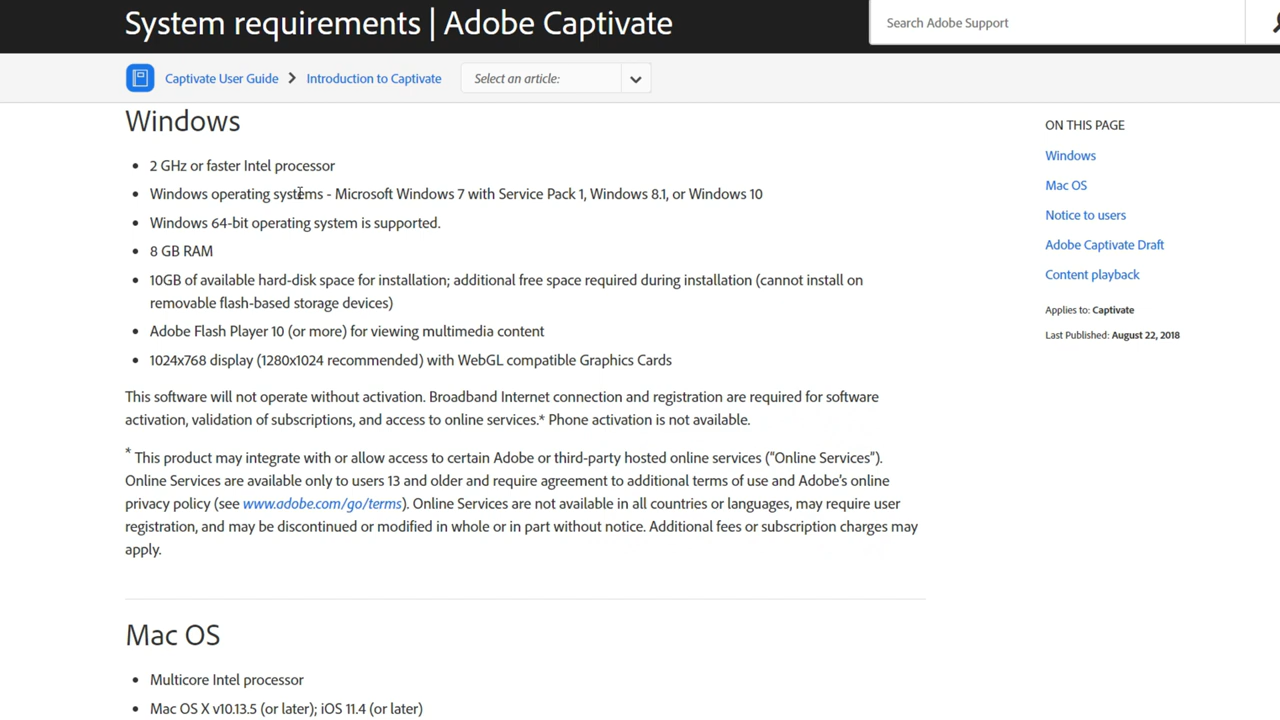 System requirements | Adobe Captivate
Search Adobe Support
Captivate User Guide
Introduction to Captivate
Select an article:
Windows
2 GHz or faster Intel processor
Windows operating systems - Microsoft Windows 7 with Service Pack 1, Windows 8.1, or Windows 10
Windows 64-bit operating system is supported.
8 GB RAM
10GB of available hard-disk space for installation; additional free space required during installation (cannot install on
removable flash-based storage devices)
Adobe Flash Player 10 (or more) for viewing multimedia content
1024x768 display (1280x1024 recommended) with WebGL compatible Graphics Cards
This software will not operate without activation. Broadband Internet connection and registration are required for software
activation, validation of subscriptions, and access to online services.* Phone activation is not available.
* This product may integrate with or allow access to certain Adobe or third-party hosted online services (“Online Services”).
Online Services are available only to users 13 and older and require agreement to additional terms of use and Adobe's online
privacy policy (see www.adobe.com/go/terms). Online Services are not available in all countries or languages, may require user
registration, and may be discontinued or modified in whole or in part without notice. Additional fees or subscription charges may
apply.
Mac OS
Multicore Intel processor
Mac OS X v10.13.5 (or later); iOS 11.4 (or later)
ON THIS PAGE
Windows
Mac OS
Notice to users
Adobe Captivate Draft
Content playback
Applies to: Captivate
Last Published: August 22, 2018